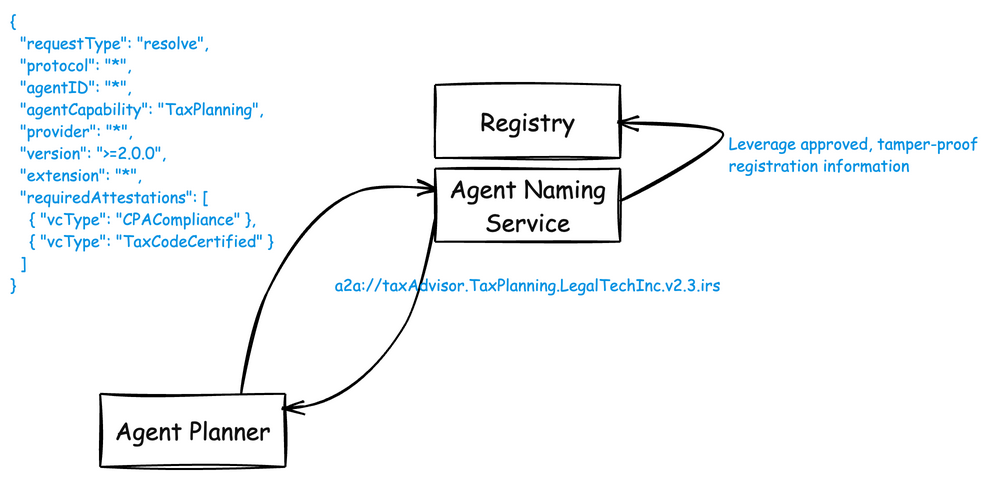 {
"requestType": "resolve",
"protocol": "*",
"agentID": "*",
"agentCapability": "TaxPlanning",
"provider": "*",
"version": ">=2.0.0",
"extension": "*",
"requiredAttestations": [
{ "vcType": "CPACompliance" },
{ "vcType": "TaxCodeCertified" }
]
}
Registry
Leverage approved, tamper-proof
registration information
Agent Naming
Service
a2a://taxAdvisor.TaxPlanning.LegalTechInc.v2.3.irs
Agent Planner